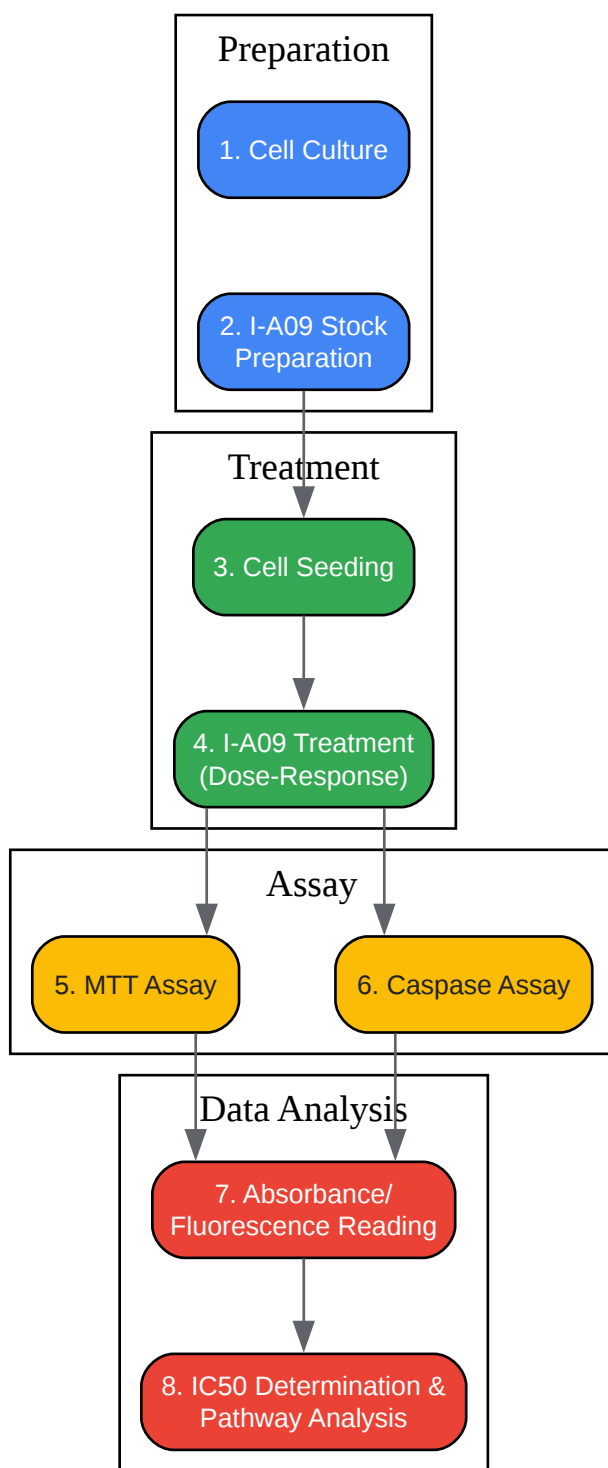 Preparation
1. Cell Culture
2. I-A09 Stock
Preparation
Treatment
3. Cell Seeding
4. I-A09 Treatment
(Dose-Response)
Assay
5. MTT Assay
6. Caspase Assay
Data Analysis
7. Absorbance/
Fluorescence Reading
8. IC50 Determination &
Pathway Analysis